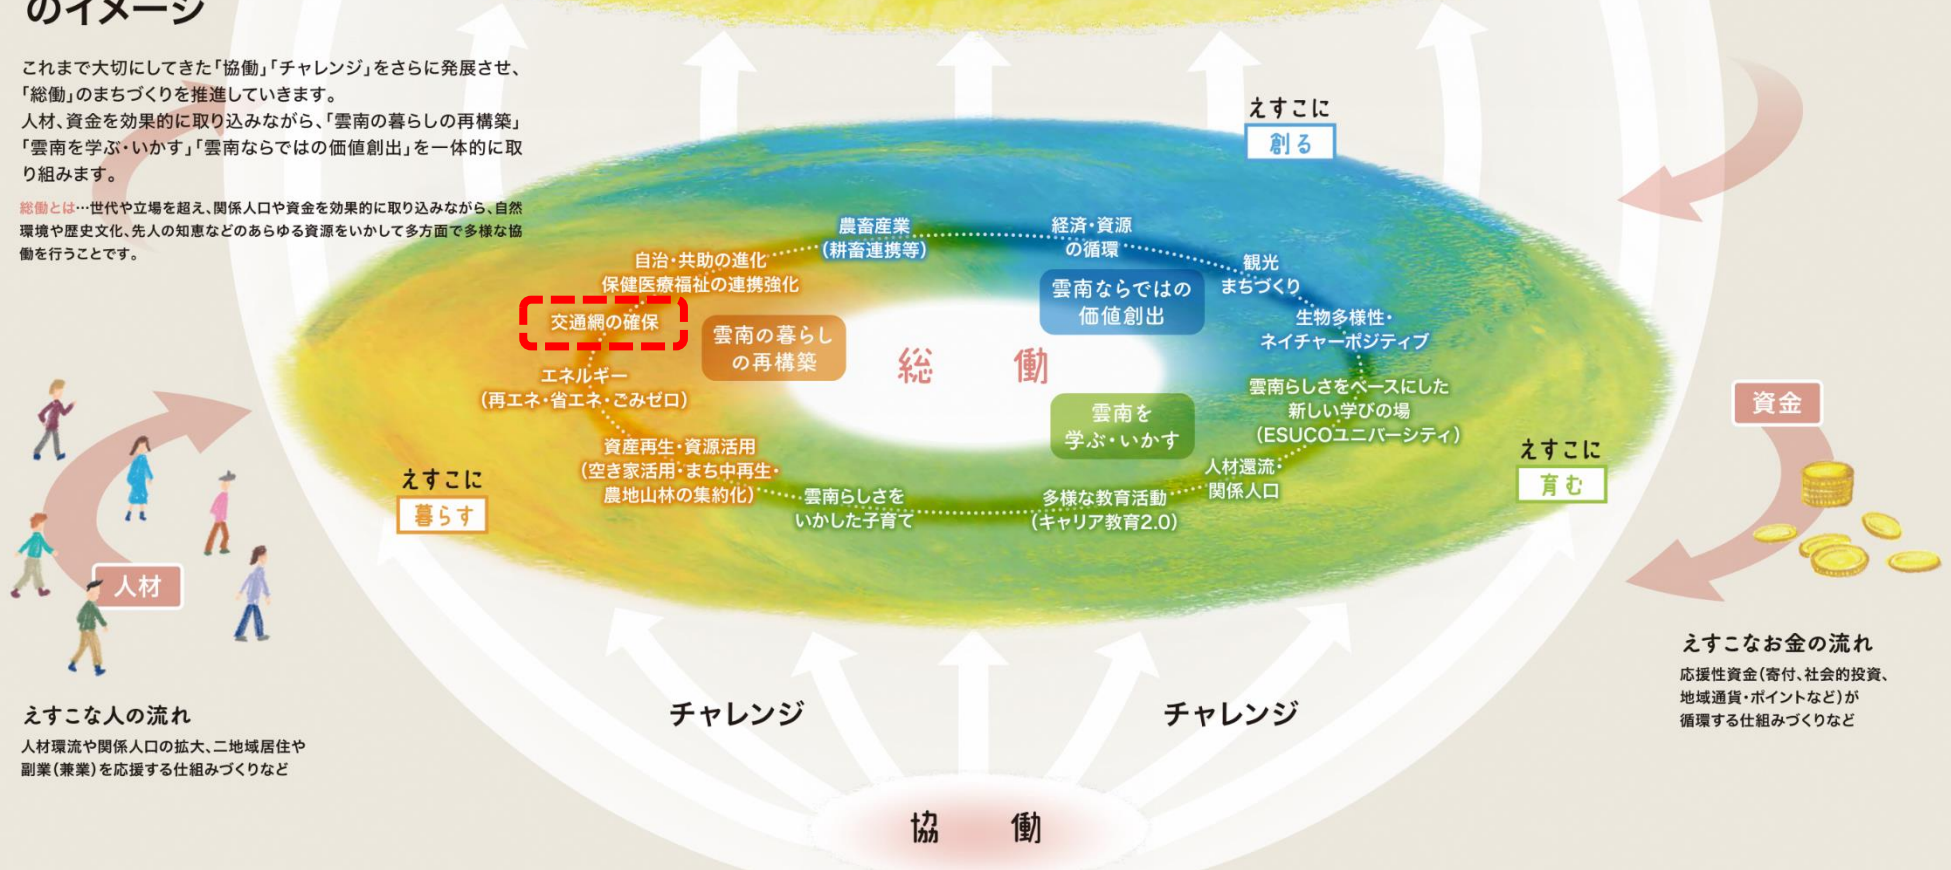 のイメージ
これまで大切にしてきた「協働」「チャレンジ」をさらに発展させ、
「総働」のまちづくりを推進していきます。
人材、資金を効果的に取り込みながら、「雲南の暮らしの再構築」
「雲南を学ぶ・いかす」「雲南ならではの価値創出」を一体的に取
り組みます。
総働とは…世代や立場を超え、関係人口や資金を効果的に取り込みながら、自然
環境や歴史文化、先人の知恵などのあらゆる資源をいかして多方面で多様な協
働を行うことです。
えすこに
創る
農畜産業
(耕畜連携等)
経済・資源
の循環
観光
まちづくり
自治・共助の進化
保健医療福祉の連携強化
交通網の確保
雲南の暮らし
の再構築
雲南ならではの
価値創出
生物多様性・
ネイチャーポジティブ
総働
エネルギー
(再エネ・省エネ・ごみゼロ)
雲南を
学ぶ・いかす
雲南らしさをベースにした
新しい学びの場
(ESUCOユニバーシティ)
資産再生・資源活用
(空き家活用・まち中再生・
農地山林の集約化)
雲南らしさを
いかした子育て
多様な教育活動
(キャリア教育2.0)
人材還流・
関係人口
えすこに
暮らす
えすこに
育む
人材
資金
えすこな人の流れ
人材還流や関係人口の拡大、二地域居住や
副業(兼業)を応援する仕組みづくりなど
えすこなお金の流れ
応援性資金(寄付、社会的投資、
地域通貨・ポイントなど)が
循環する仕組みづくりなど
チャレンジ
チャレンジ
協働